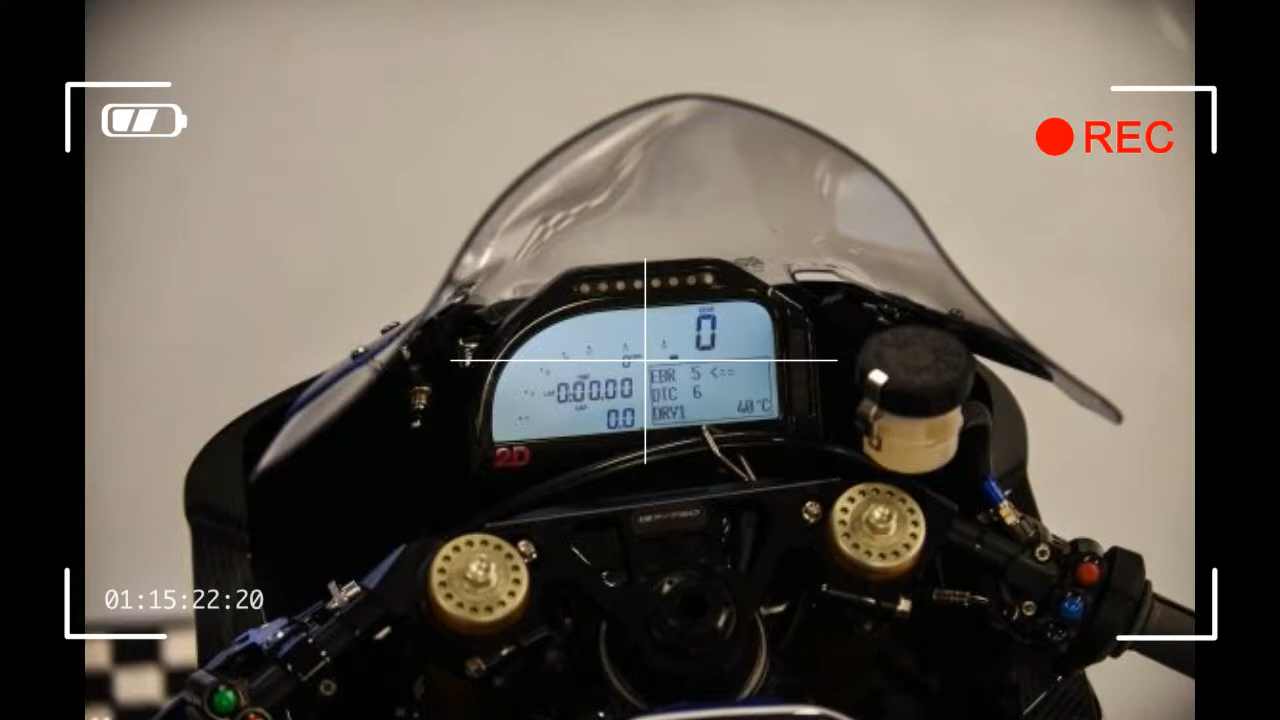 REC
0
EBR 5 <==
DTC 6
0:00.00
DRV1 40°C
0.0
2D
01:15:22:20